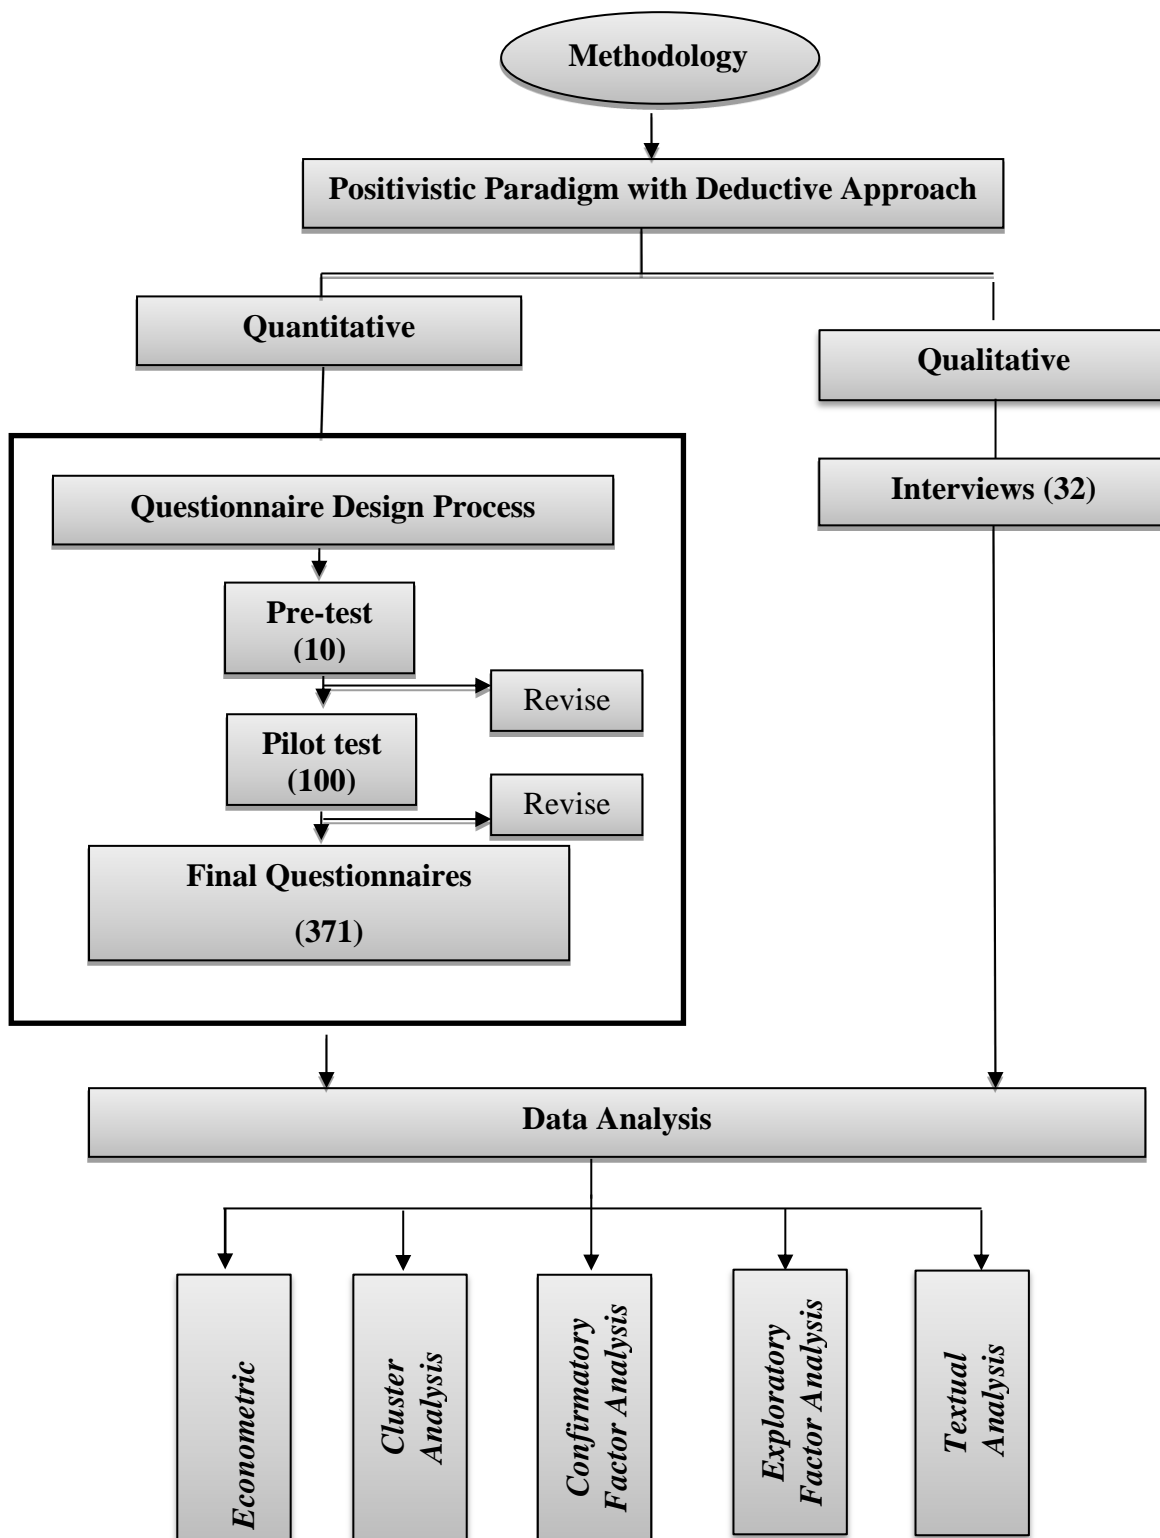 Methodology
Positivistic Paradigm with Deductive Approach
Quantitative
Qualitative
Questionnaire Design Process
Interviews (32)
Pre-test
(10)
Revise
Pilot test
(100)
Revise
Final Questionnaires
(371)
Data Analysis
Econometric
Cluster
Analysis
Confirmatory
Factor Analysis
Exploratory
Factor Analysis
Textual
Analysis